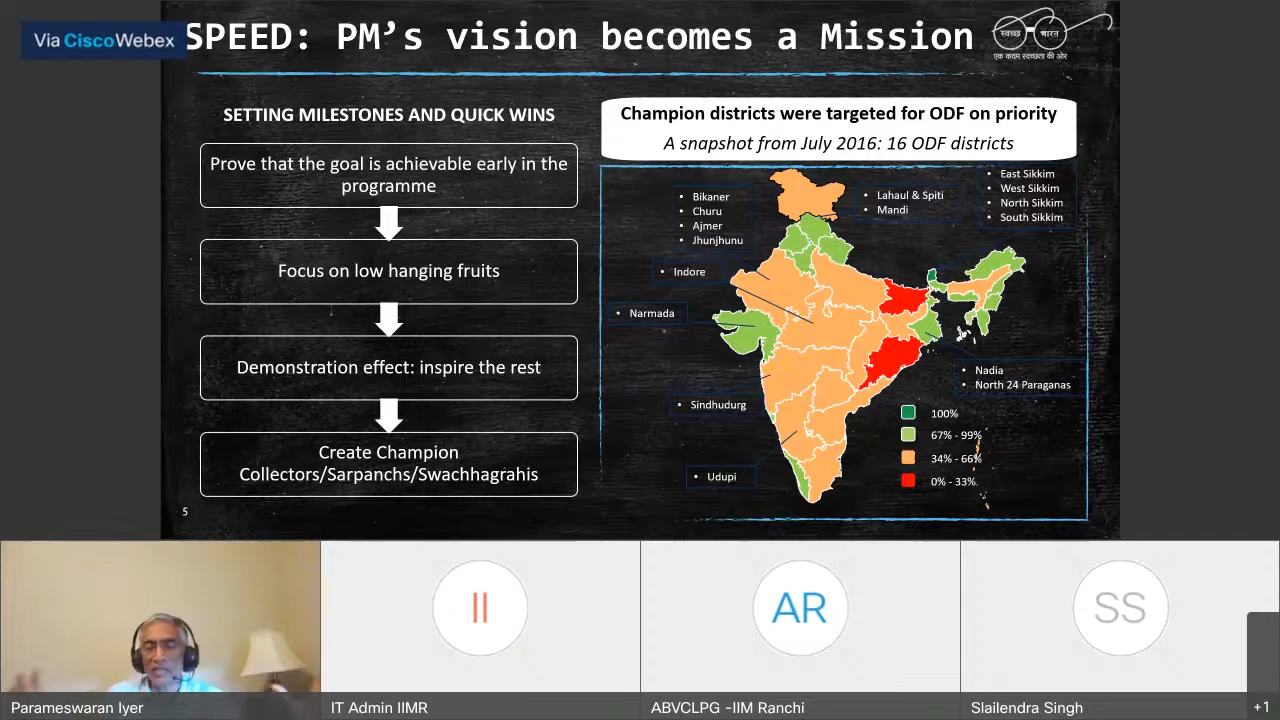 Via CiscoWebex
SPEED: PM’s vision becomes a Mission
स्वच्छ भारत
एक कदम स्वच्छता की ओर
SETTING MILESTONES AND QUICK WINS
Prove that the goal is achievable early in the
programme
Focus on low hanging fruits
Demonstration effect: inspire the rest
Create Champion
Collectors/Sarpanchs/Swachhagrahis
5
Champion districts were targeted for ODF on priority
A snapshot from July 2016: 16 ODF districts
• Bikaner
• Churu
• Ajmer
• Jhunjhunu
• Lahaul & Spiti
• Mandi
• East Sikkim
• West Sikkim
• North Sikkim
• South Sikkim
• Indore
• Narmada
• Sindhudurg
• Udupi
• Nadia
• North 24 Paraganas
100%
67% - 99%
34% - 66%
0% - 33%
II
AR
SS
Parameswaran Iyer
IT Admin IIMR
ABVCLPG -IIM Ranchi
Slailendra Singh
+1